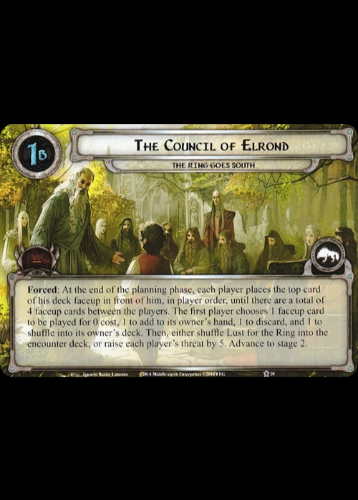 1B
THE COUNCIL OF ELROND
THE RING GOES SOUTH
Forced: At the end of the planning phase, each player places the top card
of his deck faceup in front of him, in player order, until there are a total of
4 faceup cards between the players. The first player chooses 1 faceup card
to be played for 0 cost, 1 to add to its owner's hand, 1 to discard, and 1 to
shuffle into its owner's deck. Then, either shuffle Lust for the Ring into the
encounter deck, or raise each player's threat by 5. Advance to stage 2.
Middle-earth Enterprises